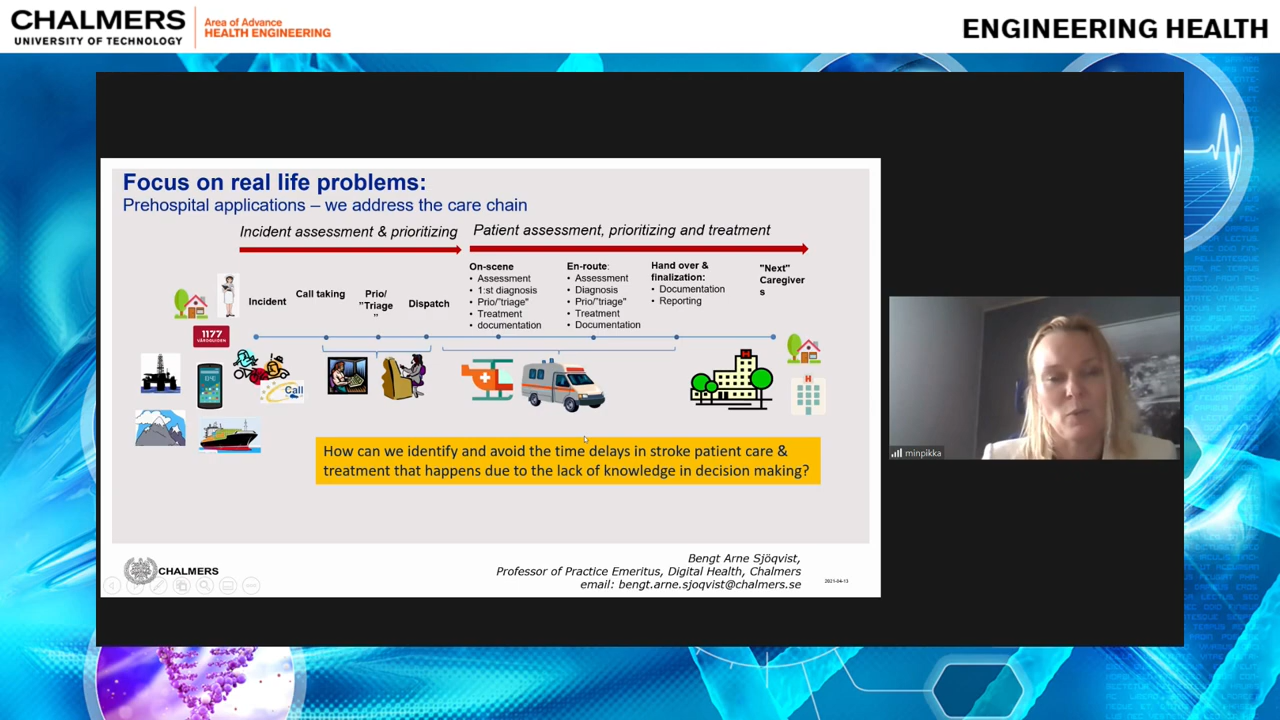 CHALMERS
UNIVERSITY OF TECHNOLOGY
Area of Advance
HEALTH ENGINEERING
ENGINEERING HEALTH
Focus on real life problems:
Prehospital applications – we address the care chain
Incident assessment & prioritizing
Patient assessment, prioritizing and treatment
Incident
Call taking
Prio/
"Triage
"
Dispatch
On-scene
• Assessment
• 1:st diagnosis
• Prio/"triage"
• Treatment
• documentation
En-route:
• Assessment
• Diagnosis
• Prio/"triage"
• Treatment
• Documentation
Hand over &
finalization:
• Documentation
• Reporting
"Next"
Caregiver
s
1177
VÅRDGUIDEN
Call
H
H
How can we identify and avoid the time delays in stroke patient care &
treatment that happens due to the lack of knowledge in decision making?
minpikka
CHALMERS
Bengt Arne Sjöqvist,
Professor of Practice Emeritus, Digital Health, Chalmers
email: bengt.arne.sjoqvist@chalmers.se
2021-04-13